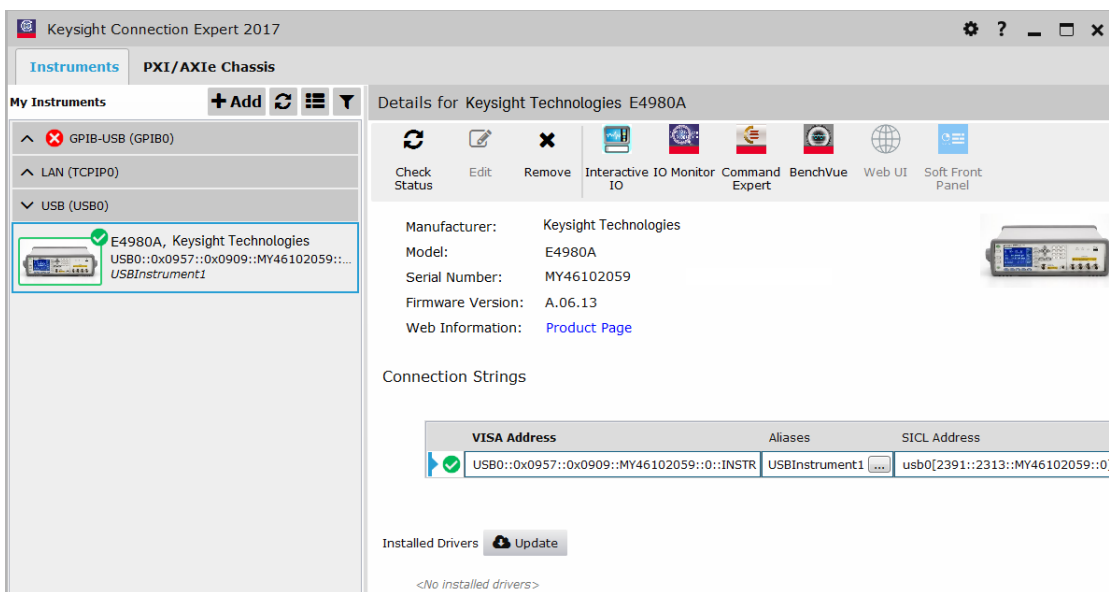 Keysight Connection Expert 2017
?
Instruments PXI/AXIe Chassis
My Instruments
Add
GPIB-USB (GPIB0)
LAN (TCPIP0)
USB (USB0)
E4980A, Keysight Technologies
USB0::0x0957::0x0909::MY46102059::...
USBInstrument1
Details for Keysight Technologies E4980A
Check Status
Edit
Remove
Interactive IO
IO Monitor
Command Expert
BenchVue
Web UI
Soft Front Panel
Manufacturer: Keysight Technologies
Model: E4980A
Serial Number: MY46102059
Firmware Version: A.06.13
Web Information: Product Page
Connection Strings
VISA Address Aliases SICL Address
USB0::0x0957::0x0909::MY46102059::0::INSTR USBInstrument1 ... usb0[2391::2313::MY46102059::0]
Installed Drivers Update
<No installed drivers>